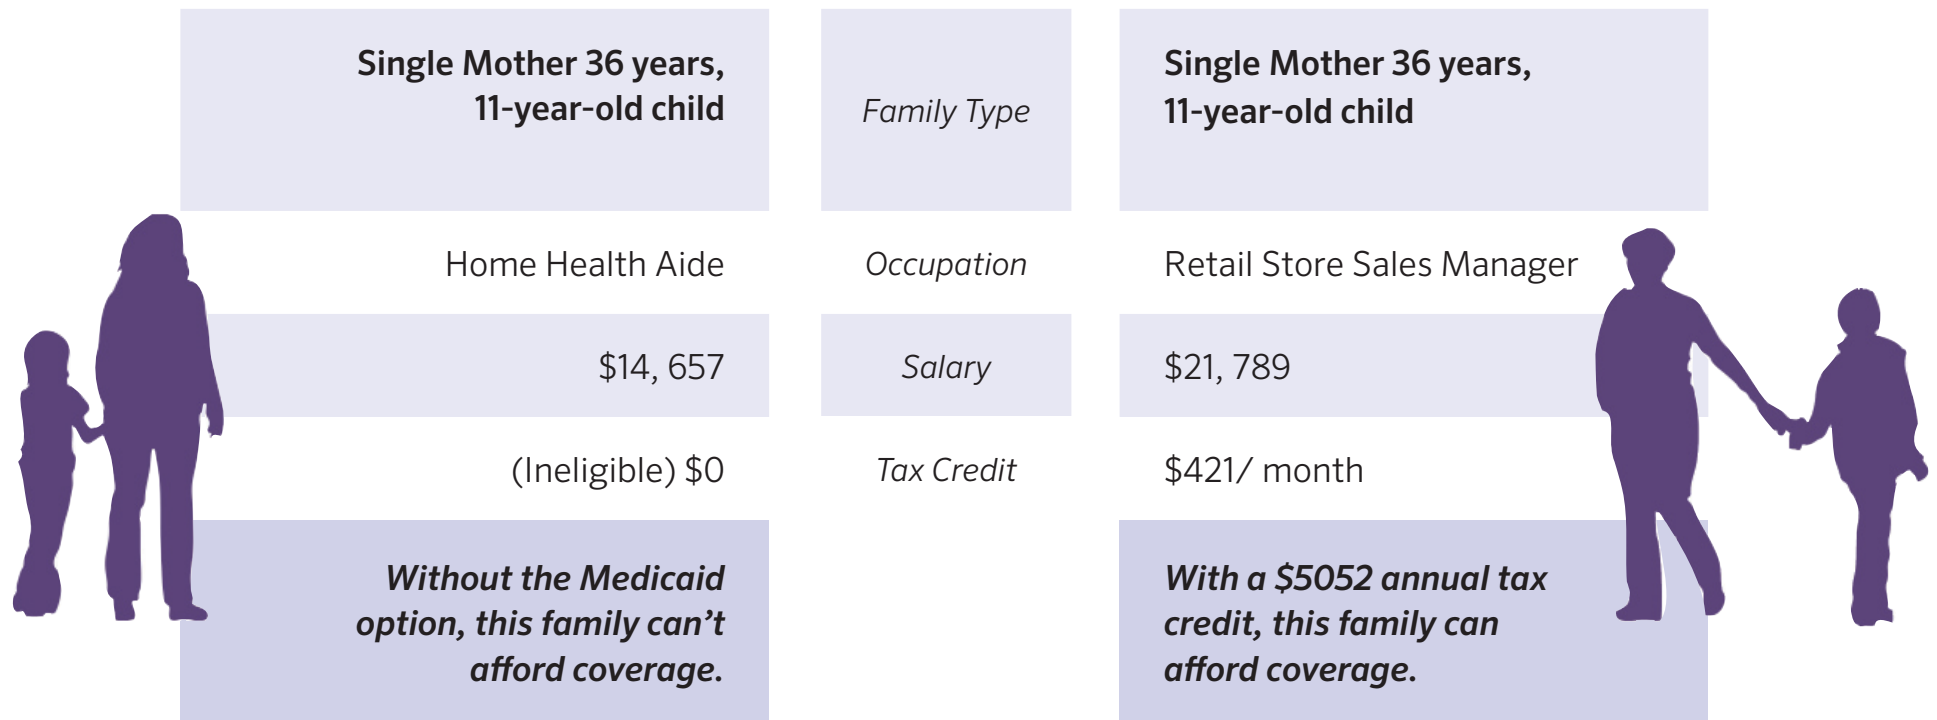 Single Mother 36 years,
11-year-old child
Family Type
Single Mother 36 years,
11-year-old child
Home Health Aide
Occupation
Retail Store Sales Manager
$14, 657
Salary
$21, 789
(Ineligible) $0
Tax Credit
$421/ month
Without the Medicaid
option, this family can’t
afford coverage.
With a $5052 annual tax
credit, this family can
afford coverage.